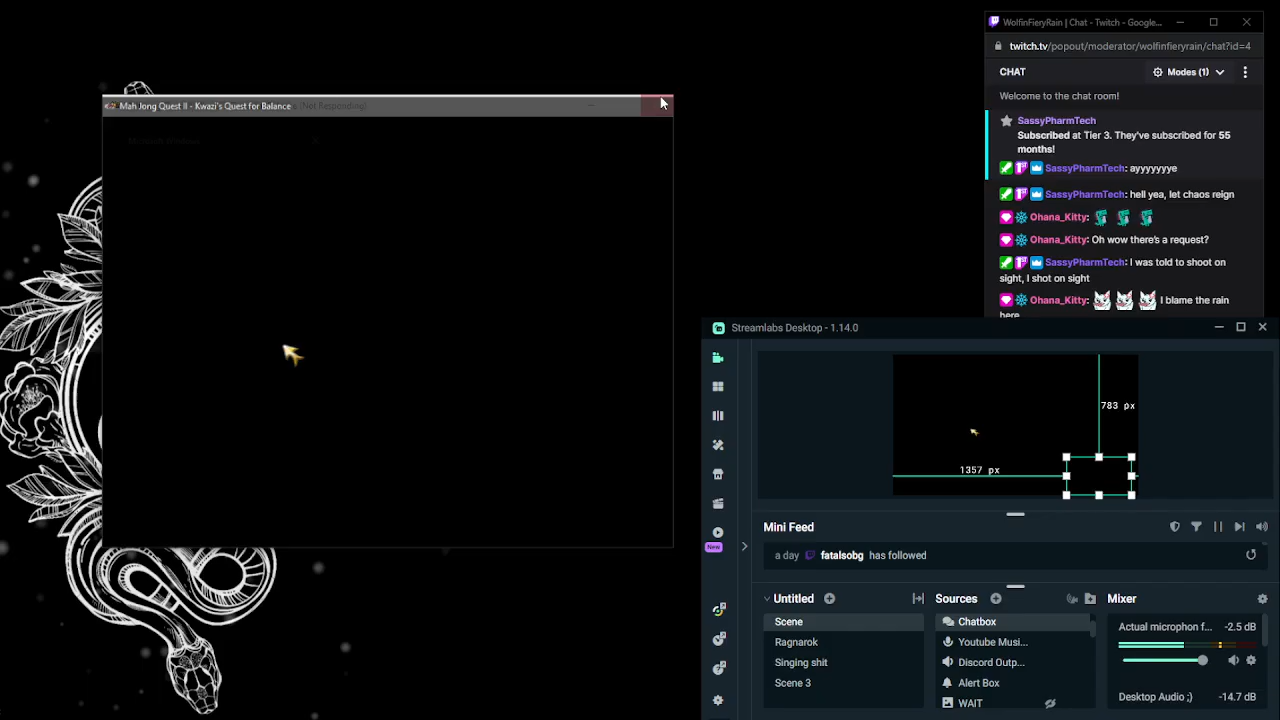 WolfinFieryRain | Chat - Twitch - Google...
twitch.tv/popout/moderator/wolfinfieryrain/chat?id=4
CHAT
Modes (1)
Welcome to the chat room!
SassyPharmTech
Subscribed at Tier 3. They've subscribed for 55
months!
SassyPharmTech: ayyyyyyye
SassyPharmTech: hell yea, let chaos reign
Ohana_Kitty:
Ohana_Kitty: Oh wow there's a request?
SassyPharmTech: I was told to shoot on
sight, I shot on sight
Ohana_Kitty: I blame the rain
here
Mah Jong Quest II - Kwazi's Quest for Balance (Not Responding)
Streamlabs Desktop - 1.14.0
783 px
1357 px
New
Mini Feed
a day fatalsobg has followed
Untitled
Scene
Ragnarok
Singing shit
Scene 3
Sources
Chatbox
Youtube Musi...
Discord Outp...
Alert Box
WAIT
Mixer
Actual microphon f... -2.5 dB
Desktop Audio ;) -14.7 dB